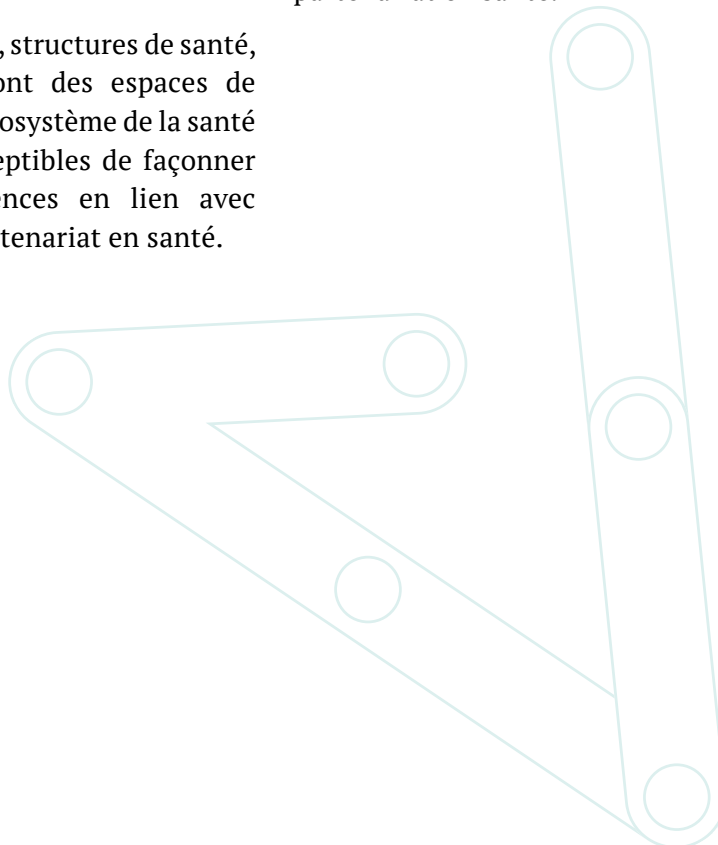 , structures de santé,
ont des espaces de
osystème de la santé
eptibles de façonner
ences en lien avec
tenariat en santé.